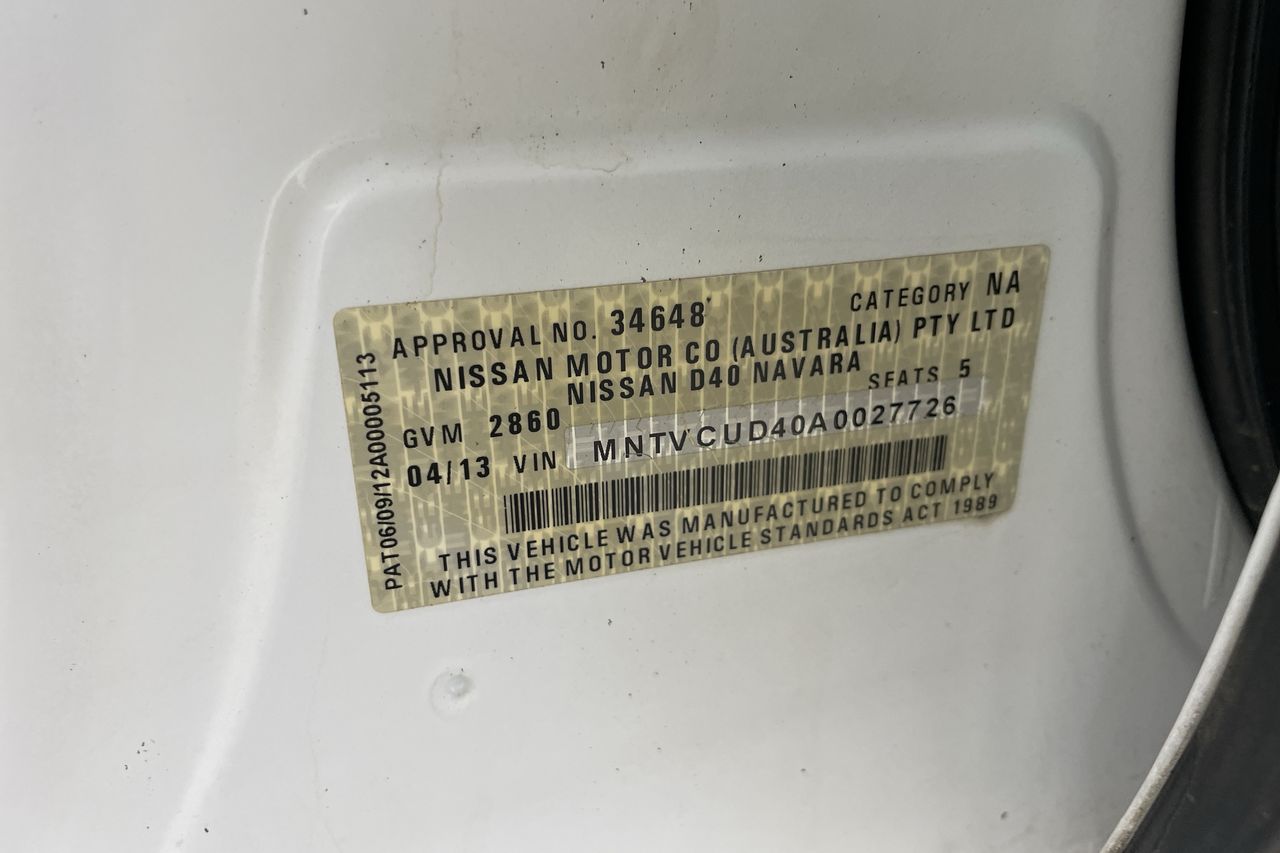 APPROVAL NO. 34648 CATEGORY NA
NISSAN MOTOR CO (AUSTRALIA) PTY LTD
NISSAN D40 NAVARA
GVM 2860 SEATS 5
04/13 VIN MNTVCUD40A0027726
THIS VEHICLE WAS MANUFACTURED TO COMPLY
WITH THE MOTOR VEHICLE STANDARDS ACT 1989
PAT06/09/12A00005113